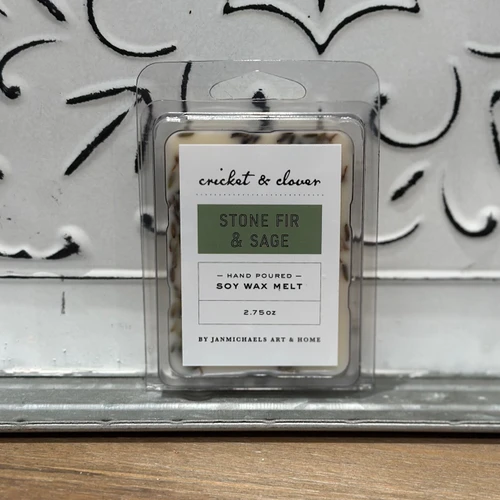 cricket & clover
STONE FIR
& SAGE
— HAND POURED —
SOY WAX MELT
2.75oz
BY JANMICHAELS ART & HOME